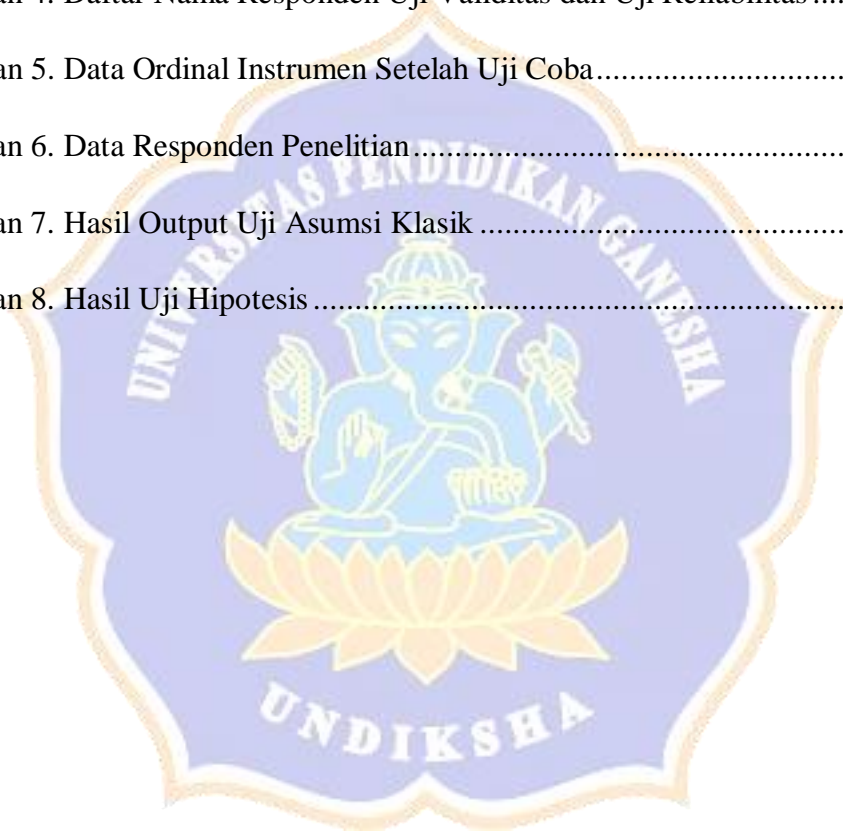 an 5. Data Ordinal Instrumen Setelah Uji Coba................................
an 6. Data Responden Penelitian........................................................
an 7. Hasil Output Uji Asumsi Klasik ...............................................
an 8. Hasil Uji Hipotesis.....................................................................
UNIVERSITAS PENDIDIKAN GANESHA
UNDIKSHA